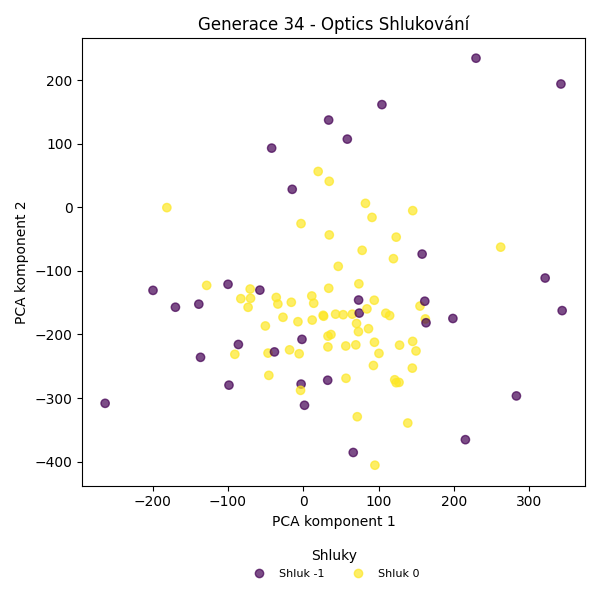 Generace 34 - Optics Shlukování
PCA komponent 2
200
100
0
−100
−200
−300
−400
−200 −100 0 100 200 300
PCA komponent 1
Shluky
Shluk -1 Shluk 0